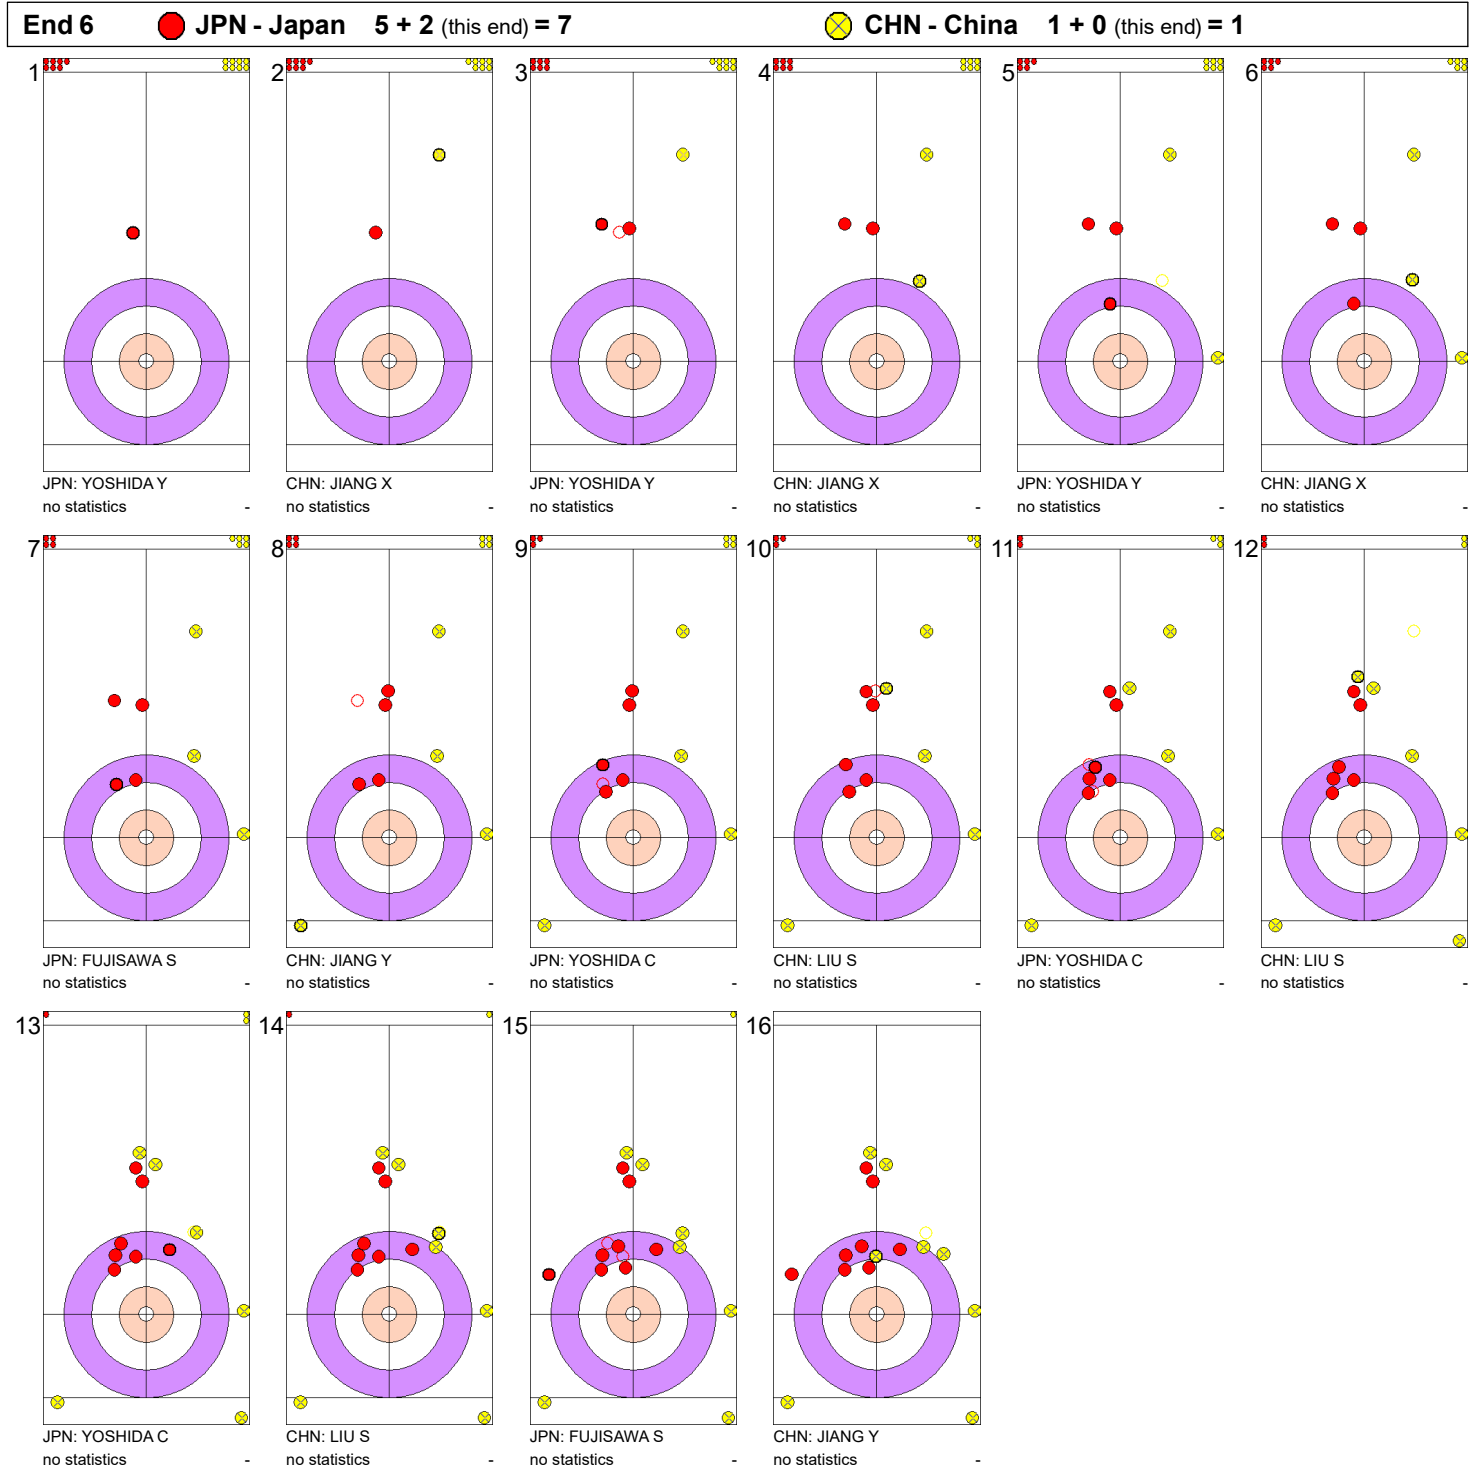 End 6 JPN - Japan 5 + 2 (this end) = 7 CHN - China 1 + 0 (this end) = 1
1 2 3 4 5 6
JPN: YOSHIDA Y CHN: JIANG X JPN: YOSHIDA Y CHN: JIANG X JPN: YOSHIDA Y CHN: JIANG X
no statistics - no statistics - no statistics - no statistics - no statistics - no statistics -
7 8 9 10 11 12
JPN: FUJISAWA S CHN: JIANG Y JPN: YOSHIDA C CHN: LIU S JPN: YOSHIDA C CHN: LIU S
no statistics - no statistics - no statistics - no statistics - no statistics - no statistics -
13 14 15 16
JPN: YOSHIDA C CHN: LIU S JPN: FUJISAWA S CHN: JIANG Y
no statistics - no statistics - no statistics - no statistics -